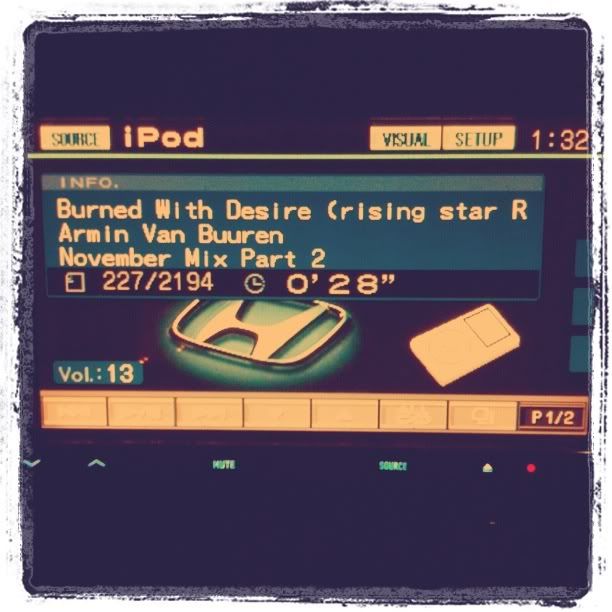 SOURCE iPod VISUAL SETUP 1:32
INFO.
Burned With Desire (rising star R
Armin Van Buuren
November Mix Part 2
227/2194 0'28"
Vol.:13
P1/2
MUTE SOURCE